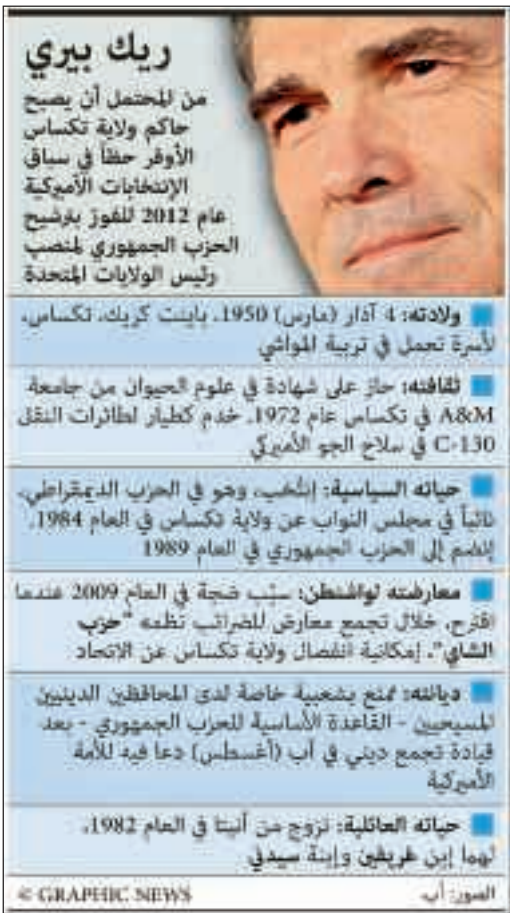 ريك بيري
من المحتمل أن يصبح
حاكم ولاية تكساس
الأوفر حظاً في سباق
الإنتخابات الأميركية
عام 2012 للفوز بترشيح
الحزب الجمهوري لمنصب
رئيس الولايات المتحدة
ولادته: 4 آذار (مارس) 1950. باينت كريك، تكساس،
لأسرة تعمل في تربية المواشي
ثقافته: حاز على شهادة في علوم الحيوان من جامعة
A&M في تكساس عام 1972. خدم كطيار لطائرات النقل
C-130 في سلاح الجو الأميركي
حياته السياسية: إنتُخب، وهو في الحزب الديمقراطي،
نائباً في مجلس النواب عن ولاية تكساس في العام 1984.
إنضم إلى الحزب الجمهوري في العام 1989
معارضته لواشنطن: سبّب ضجة في العام 2009 عندما
اقترح، خلال تجمع معارض للضرائب نظمه "حزب
الشاي"، إمكانية انفصال ولاية تكساس عن الاتحاد
ديانته: تمتع بشعبية خاصة لدى المحافظين الدينيين
المسيحيين - القاعدة الأساسية للحزب الجمهوري - بعد
قيادة تجمع ديني في آب (أغسطس) دعا فيه للأمة
الأميركية
حياته العائلية: تزوج من أنيتا في العام 1982.
لهما إبن غريفين وإبنة سيدني
الصور: أب
© GRAPHIC NEWS